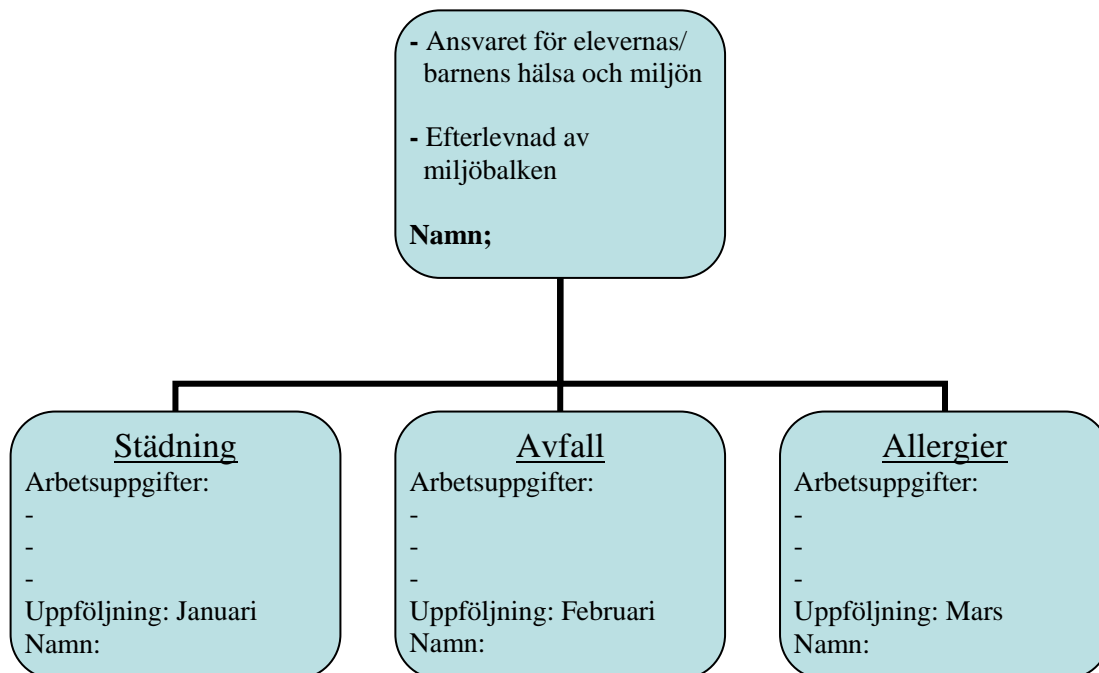 - Ansvaret för elevernas/
barnens hälsa och miljön
- Efterlevnad av
miljöbalken
Namn;
Städning
Arbetsuppgifter:
-
-
-
Uppföljning: Januari
Namn:
Avfall
Arbetsuppgifter:
-
-
-
Uppföljning: Februari
Namn:
Allergier
Arbetsuppgifter:
-
-
-
Uppföljning: Mars
Namn: